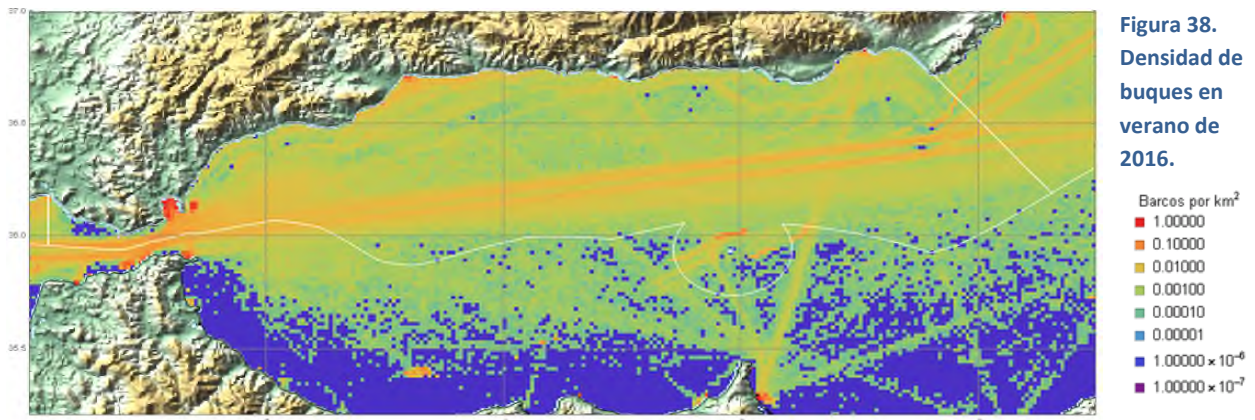 37.0
36.5
36.0
35.5
Figura 38.
Densidad de
buques en
verano de
2016.
Barcos por km²
1.00000
0.10000
0.01000
0.00100
0.00010
0.00001
1.00000 × 10⁻⁶
1.00000 × 10⁻⁷